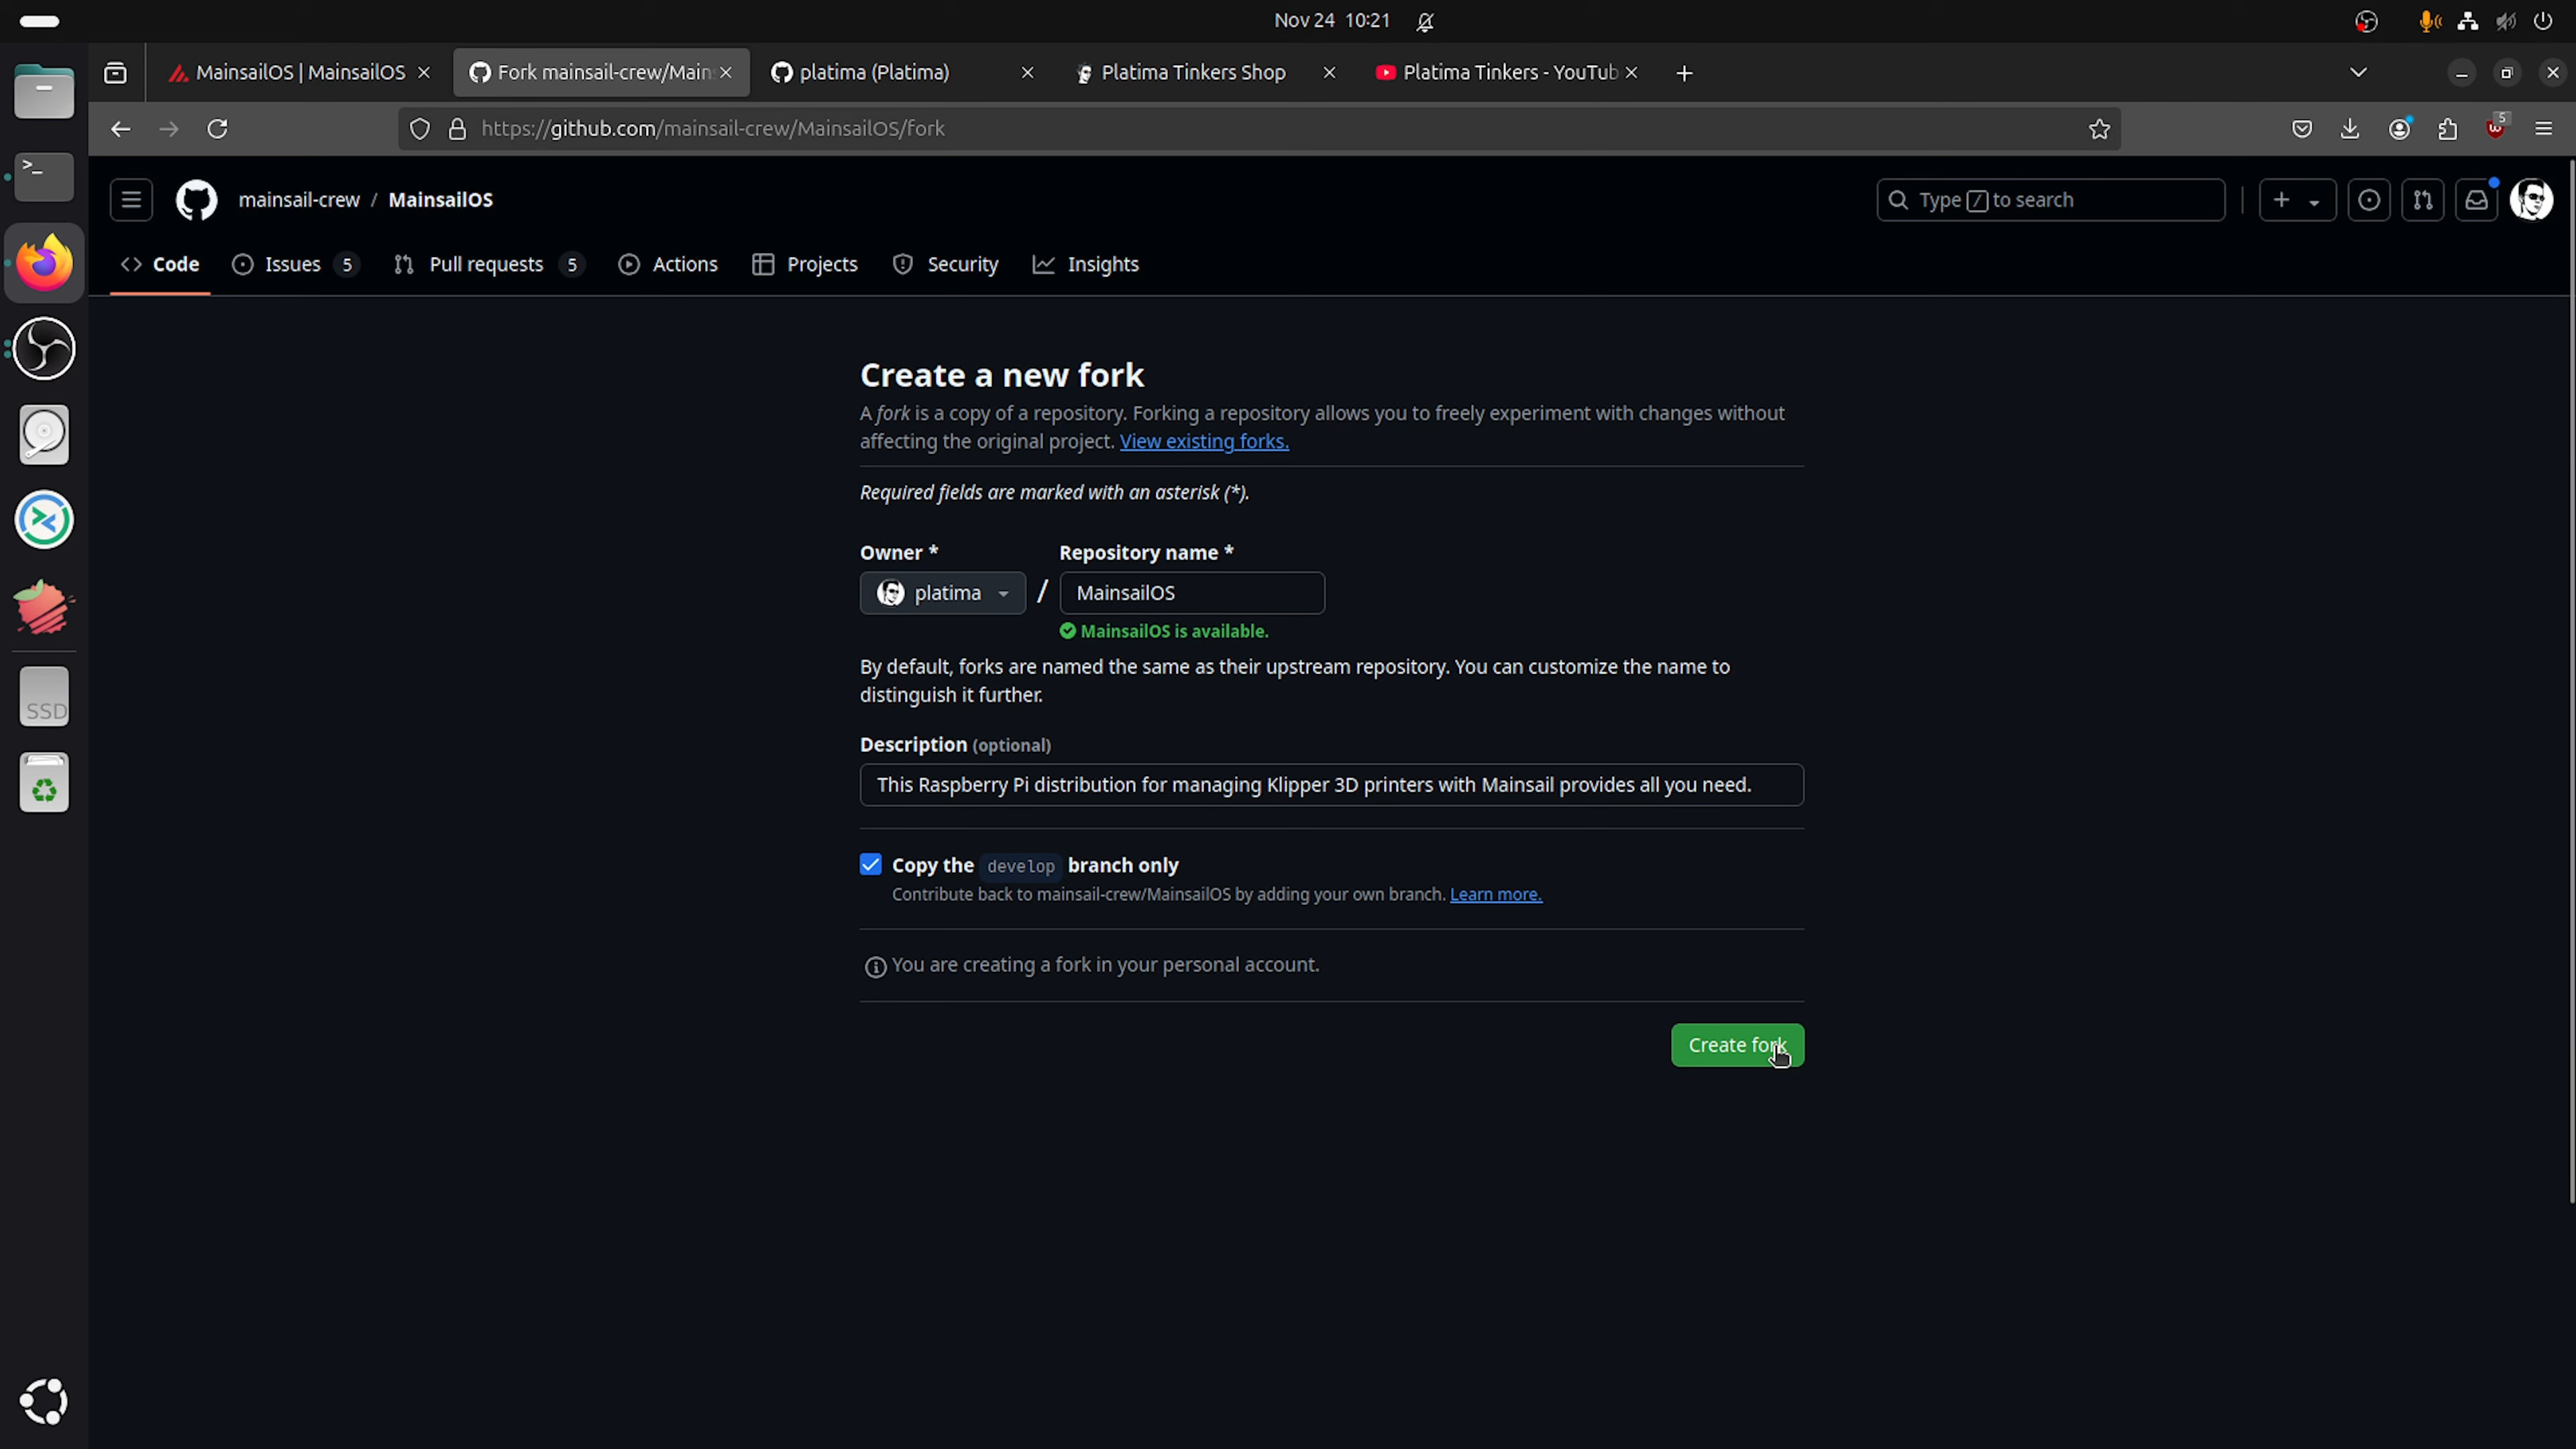 Nov 24 10:21
MainsailOS | MainsailOS
Fork mainsail-crew/Main
platima (Platima)
Platima Tinkers Shop
Platima Tinkers - YouTub
https://github.com/mainsail-crew/MainsailOS/fork
5
mainsail-crew / MainsailOS
Type / to search
Code
Issues 5
Pull requests 5
Actions
Projects
Security
Insights
Create a new fork
A fork is a copy of a repository. Forking a repository allows you to freely experiment with changes without
affecting the original project. View existing forks.
Required fields are marked with an asterisk (*).
Owner *
Repository name *
platima / MainsailOS
MainsailOS is available.
By default, forks are named the same as their upstream repository. You can customize the name to
distinguish it further.
Description (optional)
This Raspberry Pi distribution for managing Klipper 3D printers with Mainsail provides all you need.
Copy the develop branch only
Contribute back to mainsail-crew/MainsailOS by adding your own branch. Learn more.
You are creating a fork in your personal account.
Create fork
SSD